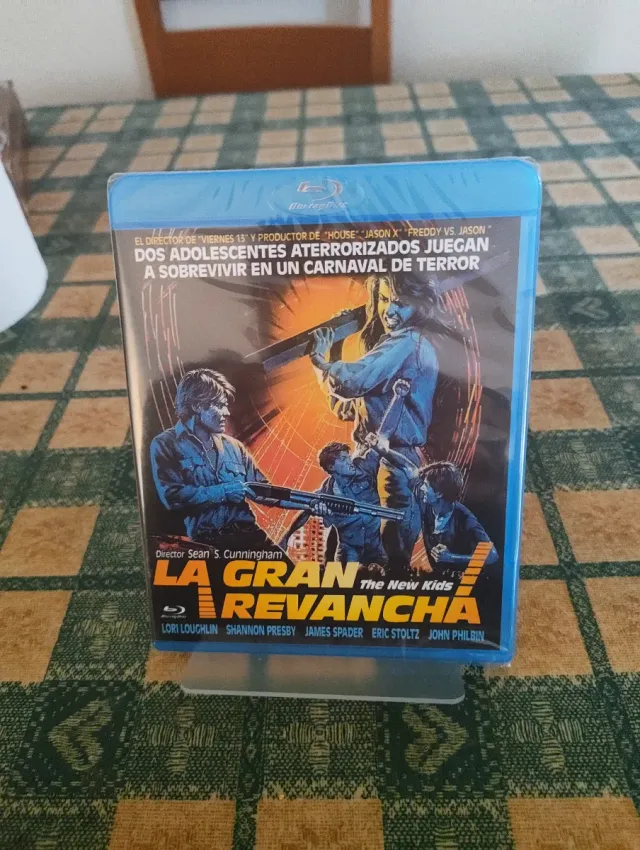 Blu-ray Disc
EL DIRECTOR DE "VIERNES 13" Y PRODUCTOR DE "HOUSE", "JASON X" "FREDDY VS. JASON"
DOS ADOLESCENTES ATERRORIZADOS JUEGAN
A SOBREVIVIR EN UN CARNAVAL DE TERROR
Director Sean S. Cunningham
LA GRAN
The New Kids
¡REVANCHA!
LORI LOUGHLIN SHANNON PRESBY JAMES SPADER ERIC STOLTZ JOHN PHILBIN